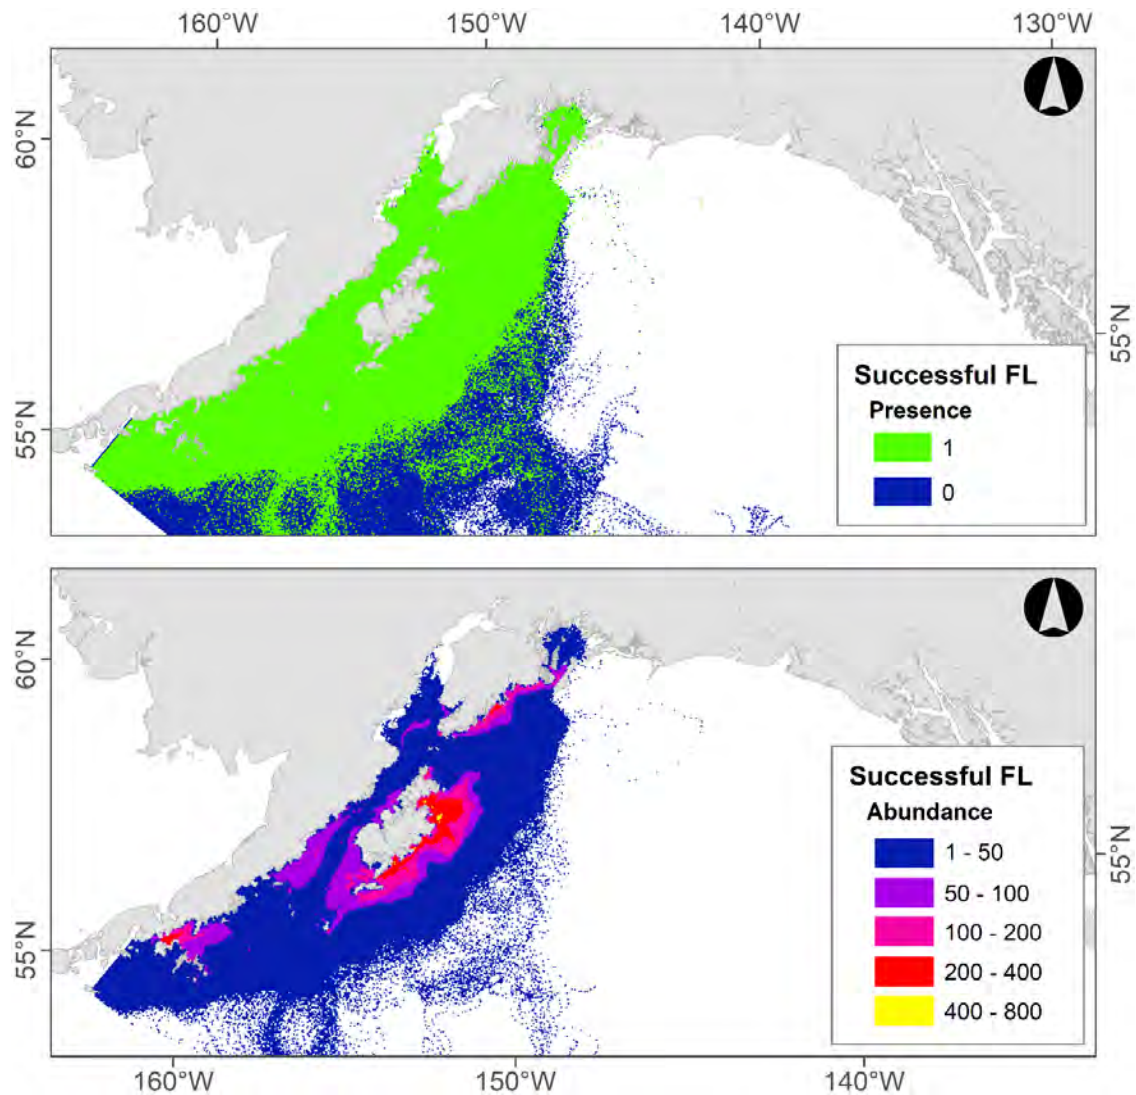 160°W 150°W 140°W 130°W
60°N
55°N
55°N
Successful FL
Presence
1
0
60°N
55°N
55°N
Successful FL
Abundance
1 - 50
50 - 100
100 - 200
200 - 400
400 - 800
160°W 150°W 140°W